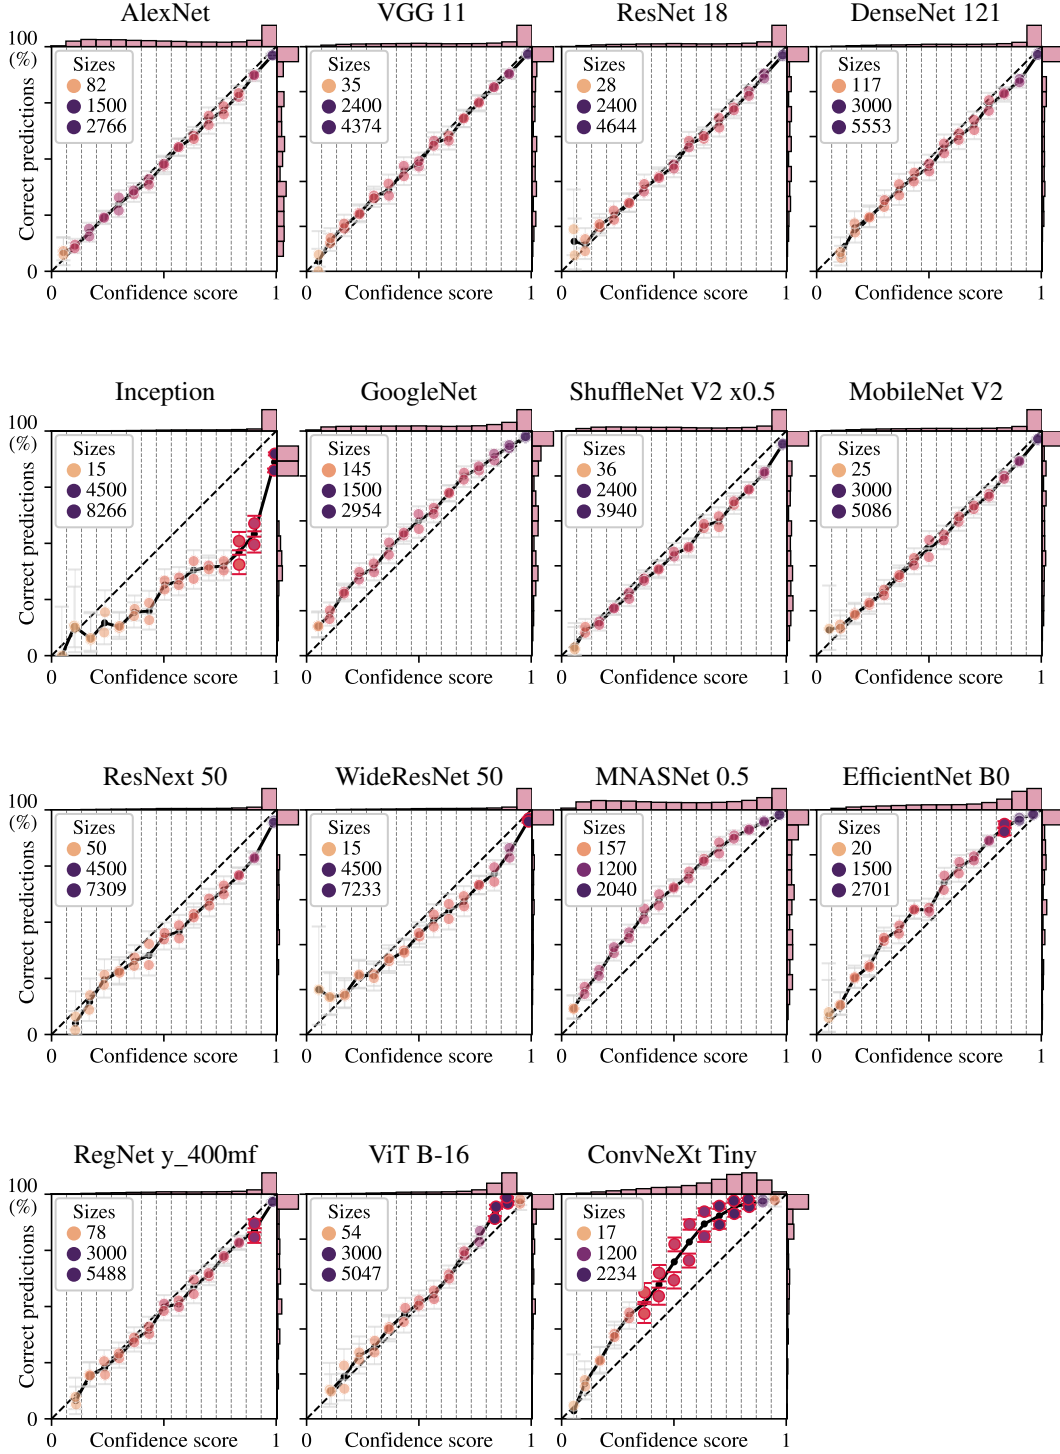 AlexNet
VGG 11
ResNet 18
DenseNet 121
100
(%)
Correct predictions
0
Sizes
82
1500
2766
Sizes
35
2400
4374
Sizes
28
2400
4644
Sizes
117
3000
5553
0 Confidence score 1
0 Confidence score 1
0 Confidence score 1
0 Confidence score 1
Inception
GoogleNet
ShuffleNet V2 x0.5
MobileNet V2
100
(%)
Correct predictions
0
Sizes
15
4500
8266
Sizes
145
1500
2954
Sizes
36
2400
3940
Sizes
25
3000
5086
0 Confidence score 1
0 Confidence score 1
0 Confidence score 1
0 Confidence score 1
ResNext 50
WideResNet 50
MNASNet 0.5
EfficientNet B0
100
(%)
Correct predictions
0
Sizes
50
4500
7309
Sizes
15
4500
7233
Sizes
157
1200
2040
Sizes
20
1500
2701
0 Confidence score 1
0 Confidence score 1
0 Confidence score 1
0 Confidence score 1
RegNet y_400mf
ViT B-16
ConvNeXt Tiny
100
(%)
Correct predictions
0
Sizes
78
3000
5488
Sizes
54
3000
5047
Sizes
17
1200
2234
0 Confidence score 1
0 Confidence score 1
0 Confidence score 1